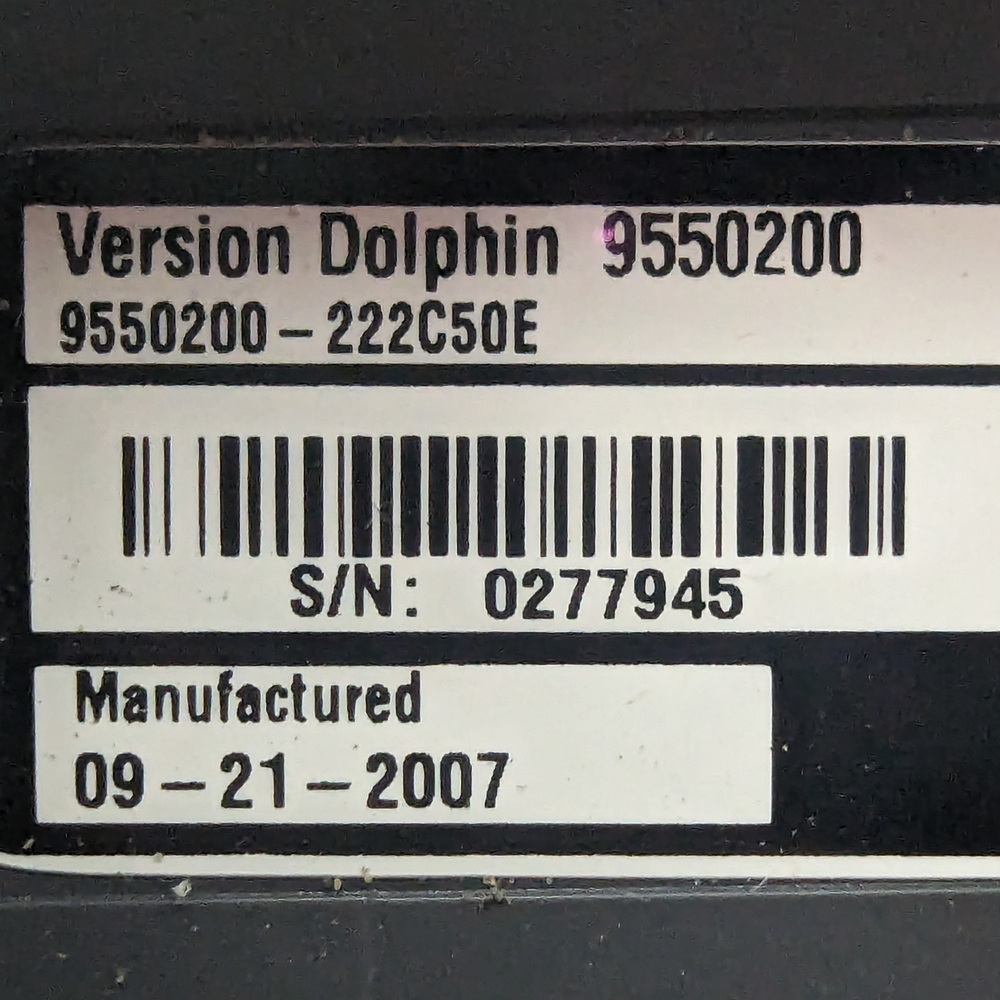 Version Dolphin 9550200
9550200-222C50E
S/N: 0277945
Manufactured
09-21-2007